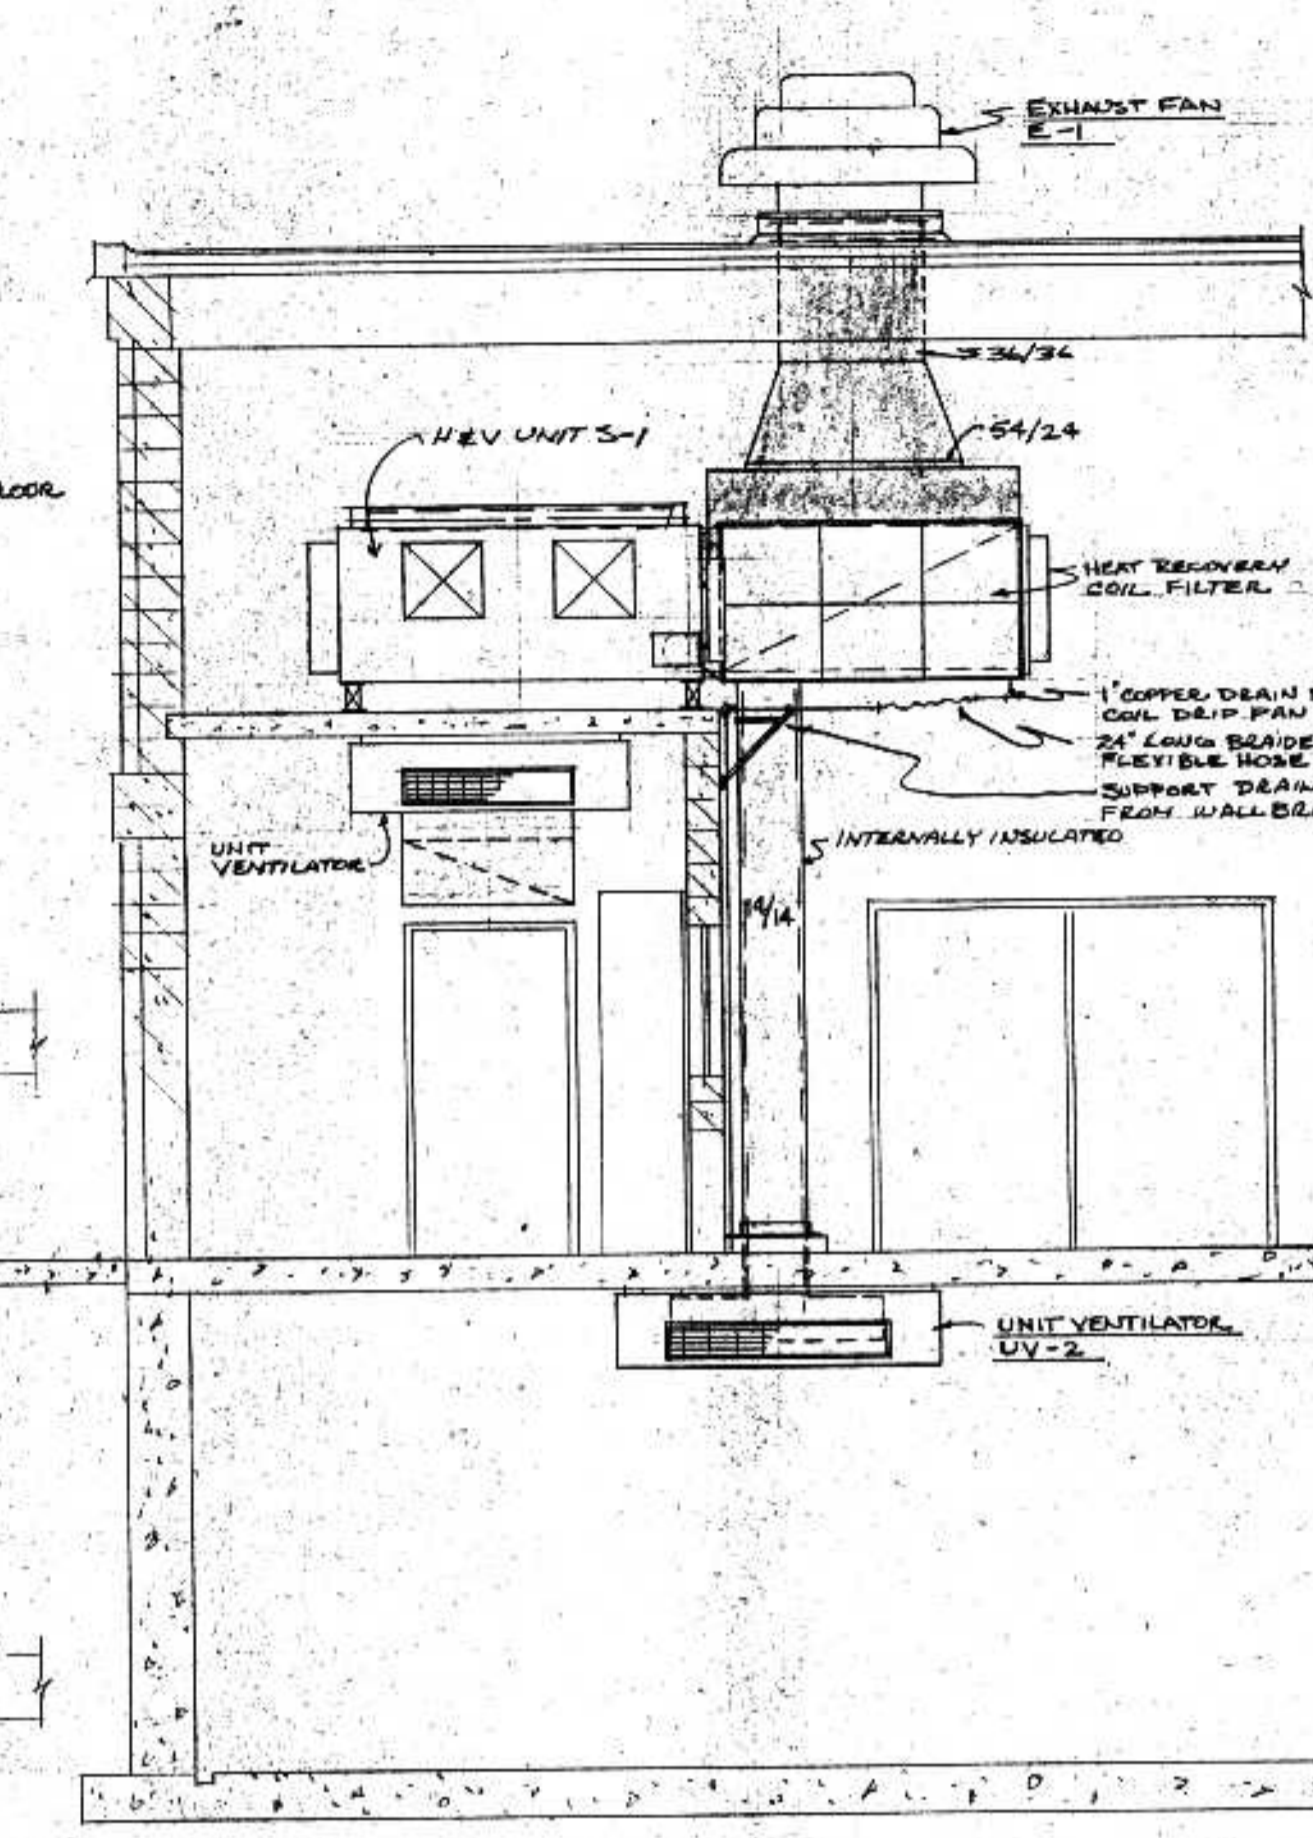 EXHAUST FAN
E-1
36/36
54/24
H&V UNIT S-1
HEAT RECOVERY
COIL FILTER
1" COPPER DRAIN
COIL DRIP PAN
24" LONG BRAIDE
FLEXIBLE HOSE
SUPPORT DRAIN
FROM WALL BR
INTERNALLY INSULATED
UNIT
VENTILATOR
14/14
UNIT VENTILATOR
UV-2